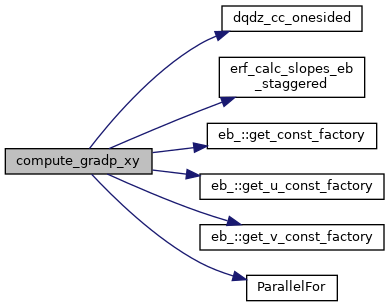 dqdz_cc_onesided
erf_calc_slopes_eb
_staggered
compute_gradp_xy
eb_::get_const_factory
eb_::get_u_const_factory
eb_::get_v_const_factory
ParallelFor